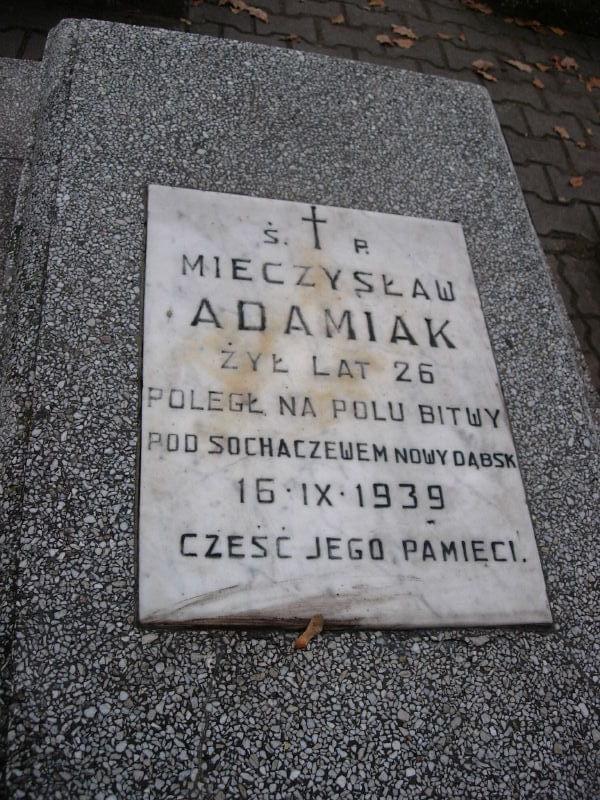 Ś. P.
MIECZYSŁAW
ADAMIAK
ŻYŁ LAT 26
POLEGŁ NA POLU BITWY
POD SOCHACZEWEM NOWY DĄBSK
16·IX·1939
CZEŚĆ JEGO PAMIĘCI.